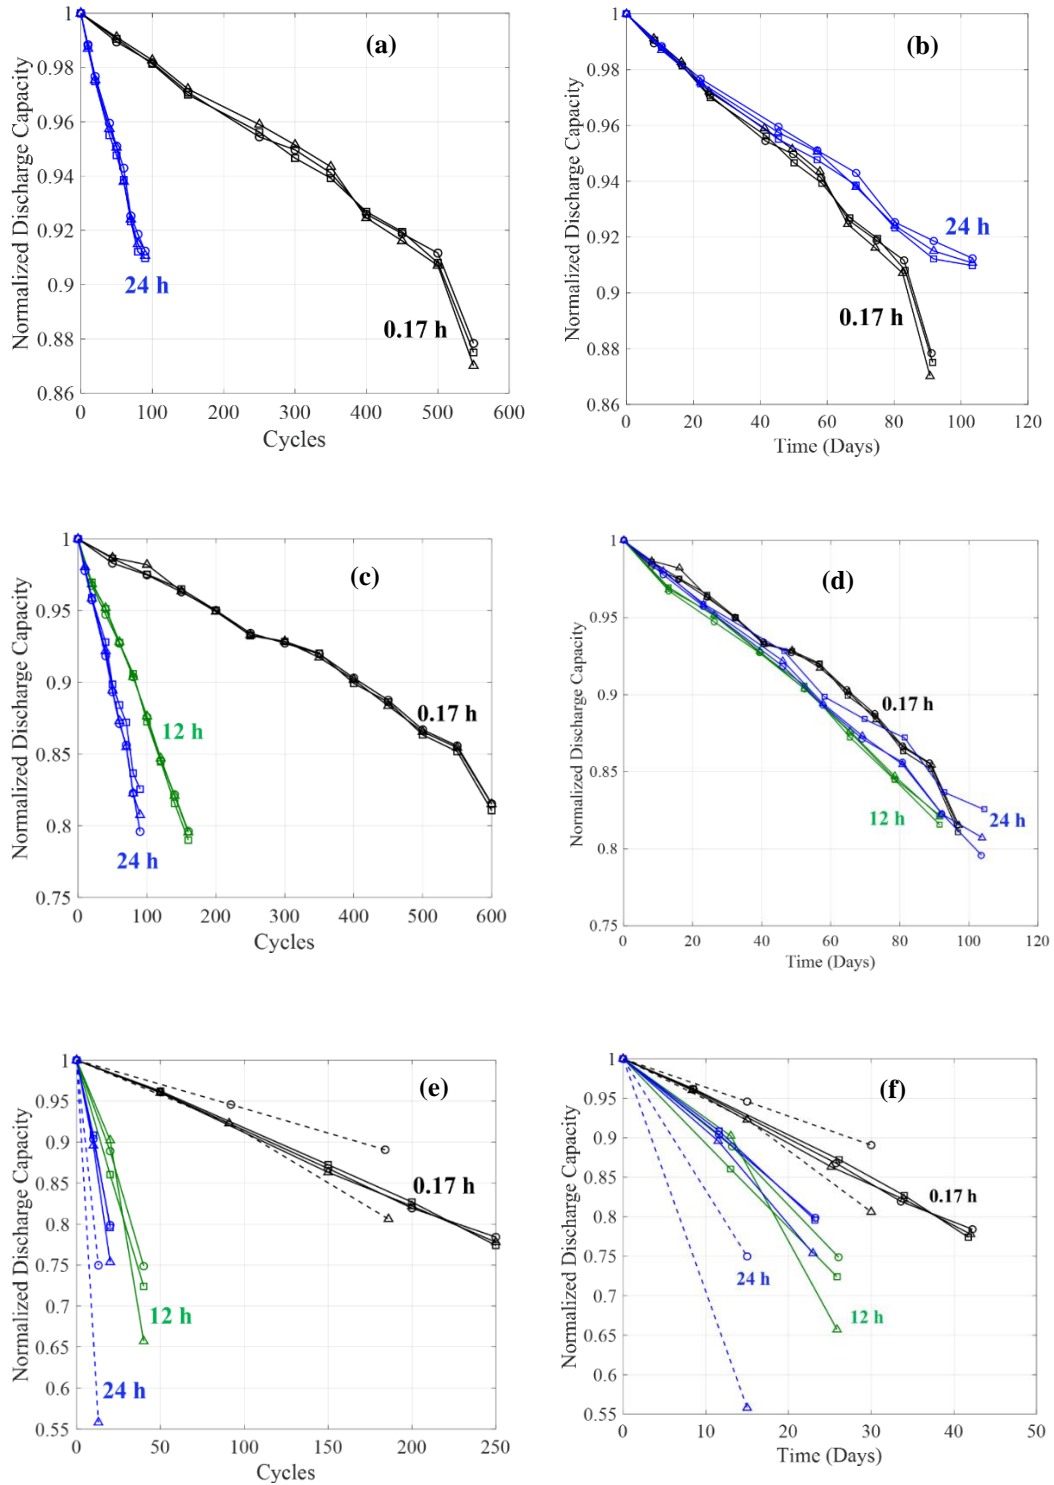 Normalized Discharge Capacity
1
0.98
0.96
0.94
0.92
0.9
0.88
0.86
(a)
24 h
0.17 h
0
100
200
300
400
500
600
Cycles
Normalized Discharge Capacity
1
0.98
0.96
0.94
0.92
0.9
0.88
0.86
(b)
24 h
0.17 h
0
20
40
60
80
100
120
Time (Days)
Normalized Discharge Capacity
1
0.95
0.9
0.85
0.8
0.75
(c)
0.17 h
12 h
24 h
0
100
200
300
400
500
600
Cycles
Normalized Discharge Capacity
1
0.95
0.9
0.85
0.8
0.75
(d)
0.17 h
12 h
24 h
0
20
40
60
80
100
120
Time (Days)
Normalized Discharge Capacity
1
0.95
0.9
0.85
0.8
0.75
0.7
0.65
0.6
0.55
(e)
0.17 h
12 h
24 h
0
50
100
150
200
250
Cycles
Normalized Discharge Capacity
1
0.95
0.9
0.85
0.8
0.75
0.7
0.65
0.6
0.55
(f)
0.17 h
24 h
12 h
0
10
20
30
40
50
Time (Days)